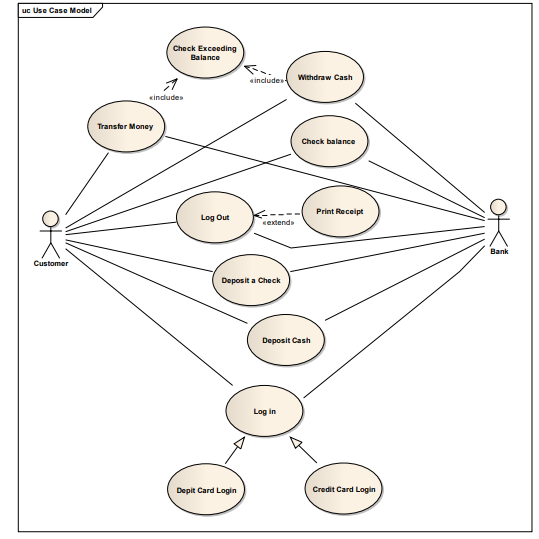 uc Use Case Model
Check Exceeding
Balance
Withdraw Cash
«include»
«include»
Transfer Money
Check balance
Log Out
Print Receipt
«extend»
Customer
Bank
Deposit a Check
Deposit Cash
Log in
Depit Card Login
Credit Card Login